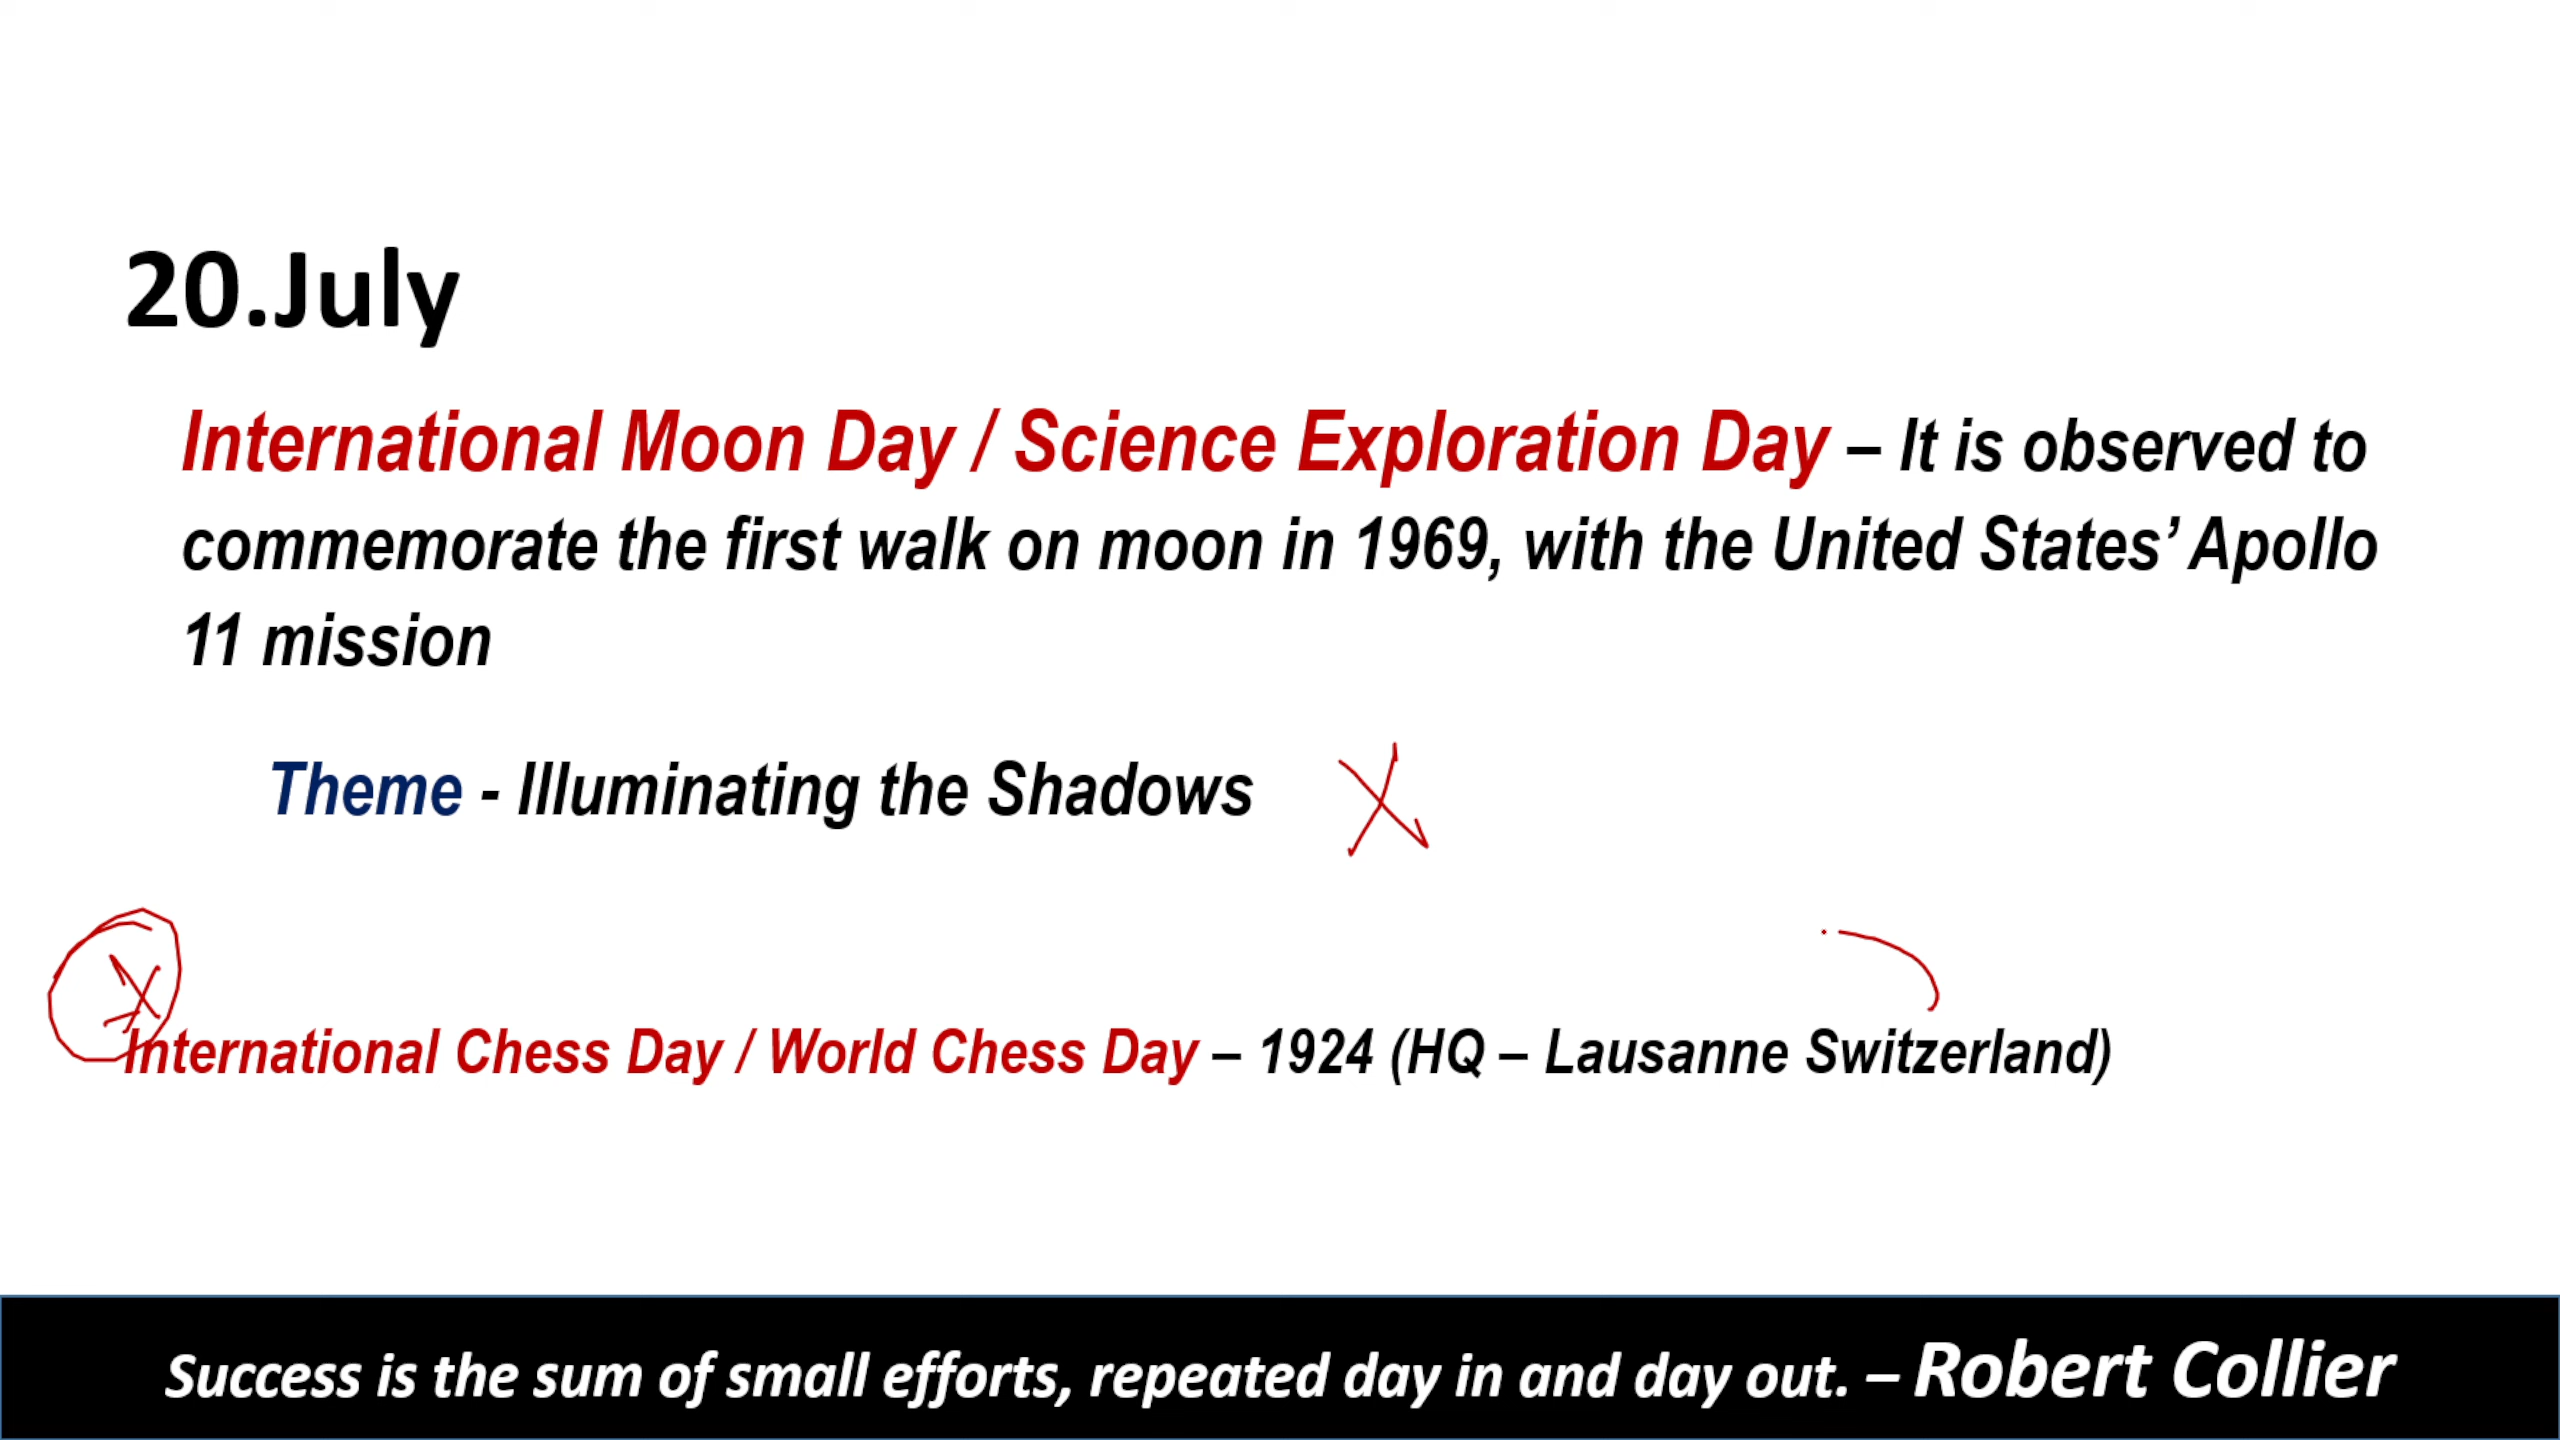 20.July
International Moon Day / Science Exploration Day – It is observed to
commemorate the first walk on moon in 1969, with the United States’ Apollo
11 mission
Theme - Illuminating the Shadows
International Chess Day / World Chess Day – 1924 (HQ – Lausanne Switzerland)
Success is the sum of small efforts, repeated day in and day out. – Robert Collier